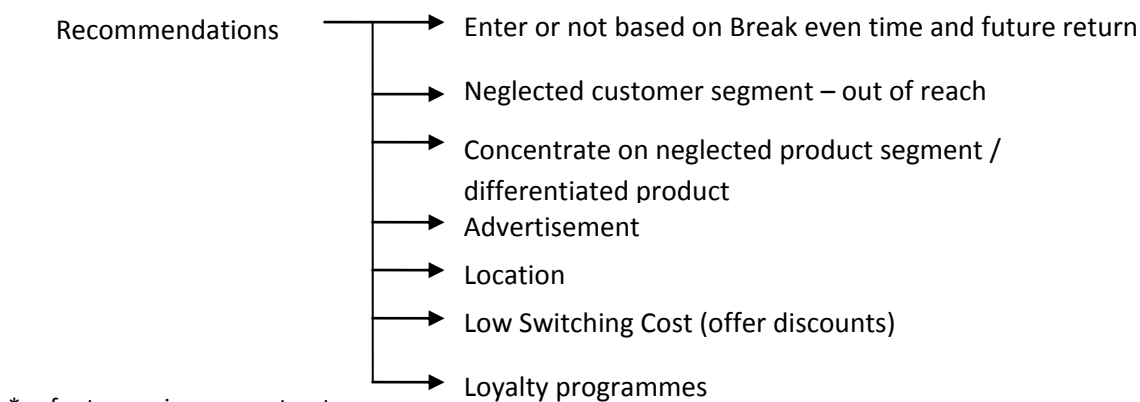 Recommendations
Enter or not based on Break even time and future return
Neglected customer segment – out of reach
Concentrate on neglected product segment /
differentiated product
Advertisement
Location
Low Switching Cost (offer discounts)
Loyalty programmes
*